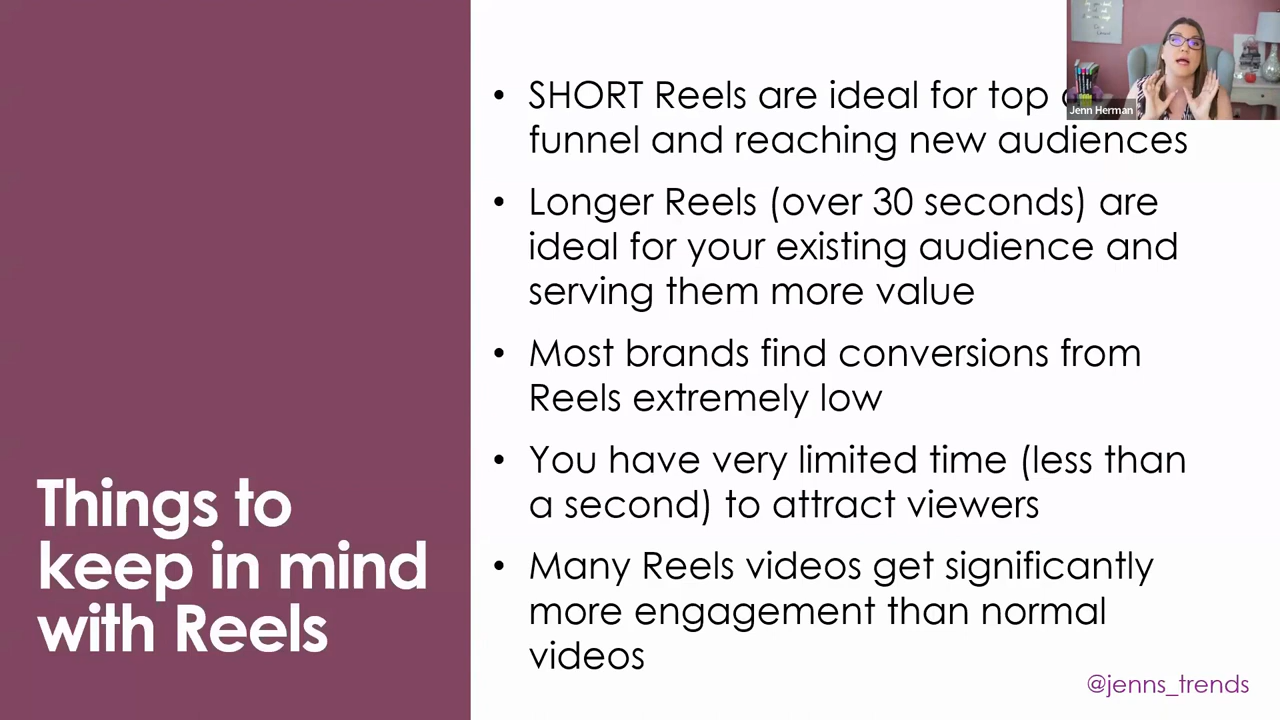 SHORT Reels are ideal for top
funnel and reaching new audiences
Longer Reels (over 30 seconds) are
ideal for your existing audience and
serving them more value
Most brands find conversions from
Reels extremely low
You have very limited time (less than
a second) to attract viewers
Many Reels videos get significantly
more engagement than normal
videos
Things to
keep in mind
with Reels
Jenn Herman
@jenns_trends